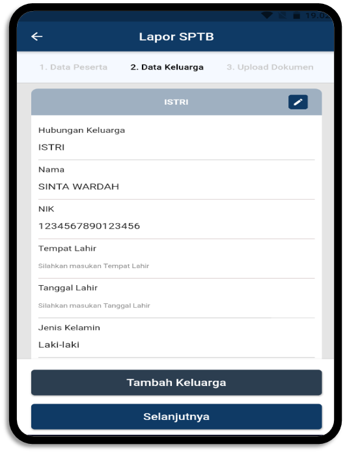 19.02
Lapor SPTB
1. Data Peserta 2. Data Keluarga 3. Upload Dokumen
ISTRI
Hubungan Keluarga
ISTRI
Nama
SINTA WARDAH
NIK
1234567890123456
Tempat Lahir
Silahkan masukan Tempat Lahir
Tanggal Lahir
Silahkan masukan Tanggal Lahir
Jenis Kelamin
Laki-laki
Tambah Keluarga
Selanjutnya